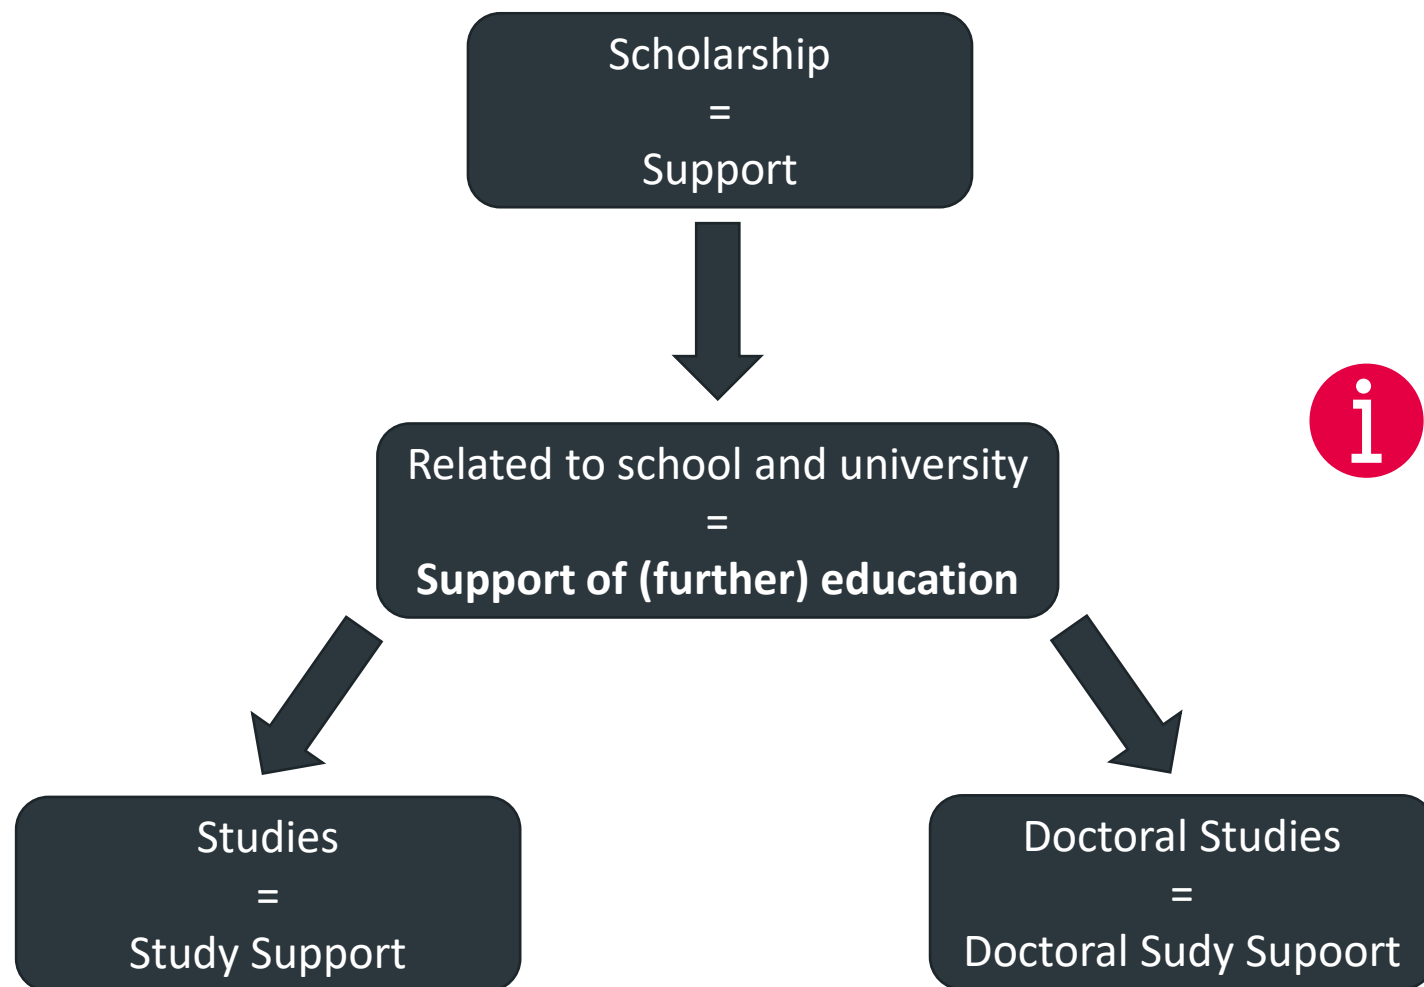 Scholarship
=
Support
Related to school and university
=
Support of (further) education
i
Studies
=
Study Support
Doctoral Studies
=
Doctoral Sudy Supoort